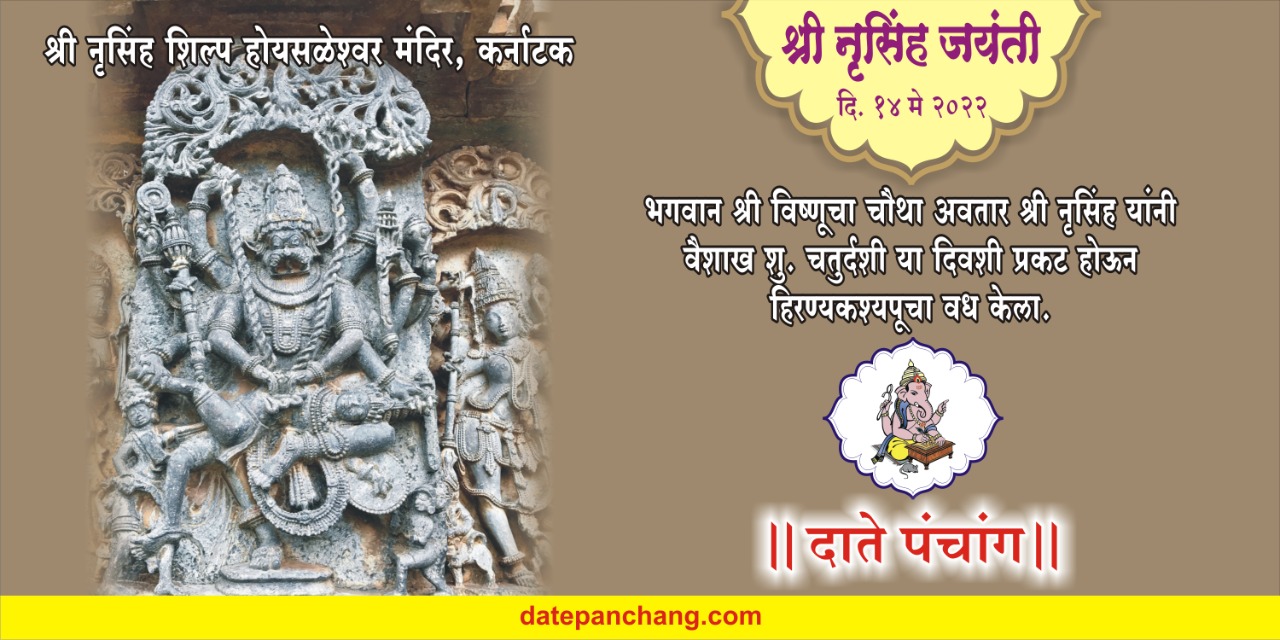 श्री नृसिंह शिल्प होयसळेश्वर मंदिर, कर्नाटक
श्री नृसिंह जयंती
दि. १४ मे २०२२
भगवान श्री विष्णूचा चौथा अवतार श्री नृसिंह यांनी
वैशाख शु. चतुर्दशी या दिवशी प्रकट होऊन
हिरण्यकश्यपूचा वध केला.
|| दाते पंचांग||
datepanchang.com